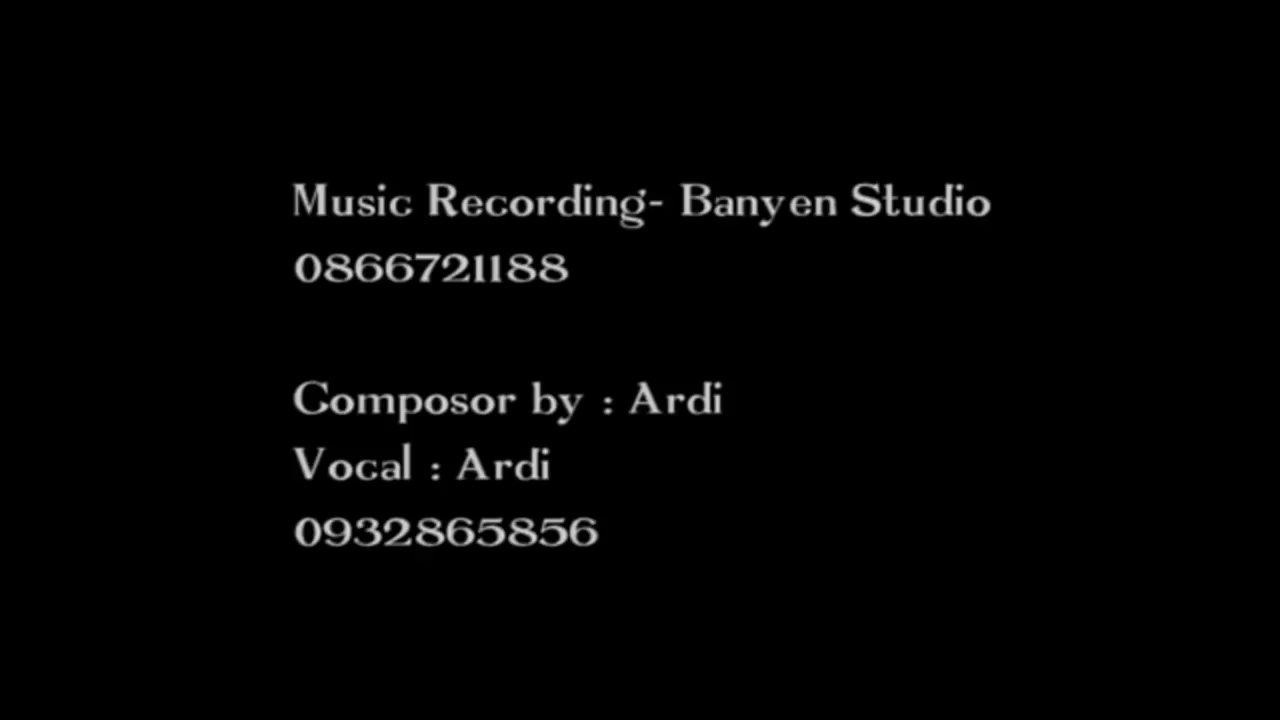 Music Recording- Banyen Studio
0866721188
Composor by : Ardi
Vocal : Ardi
0932865856